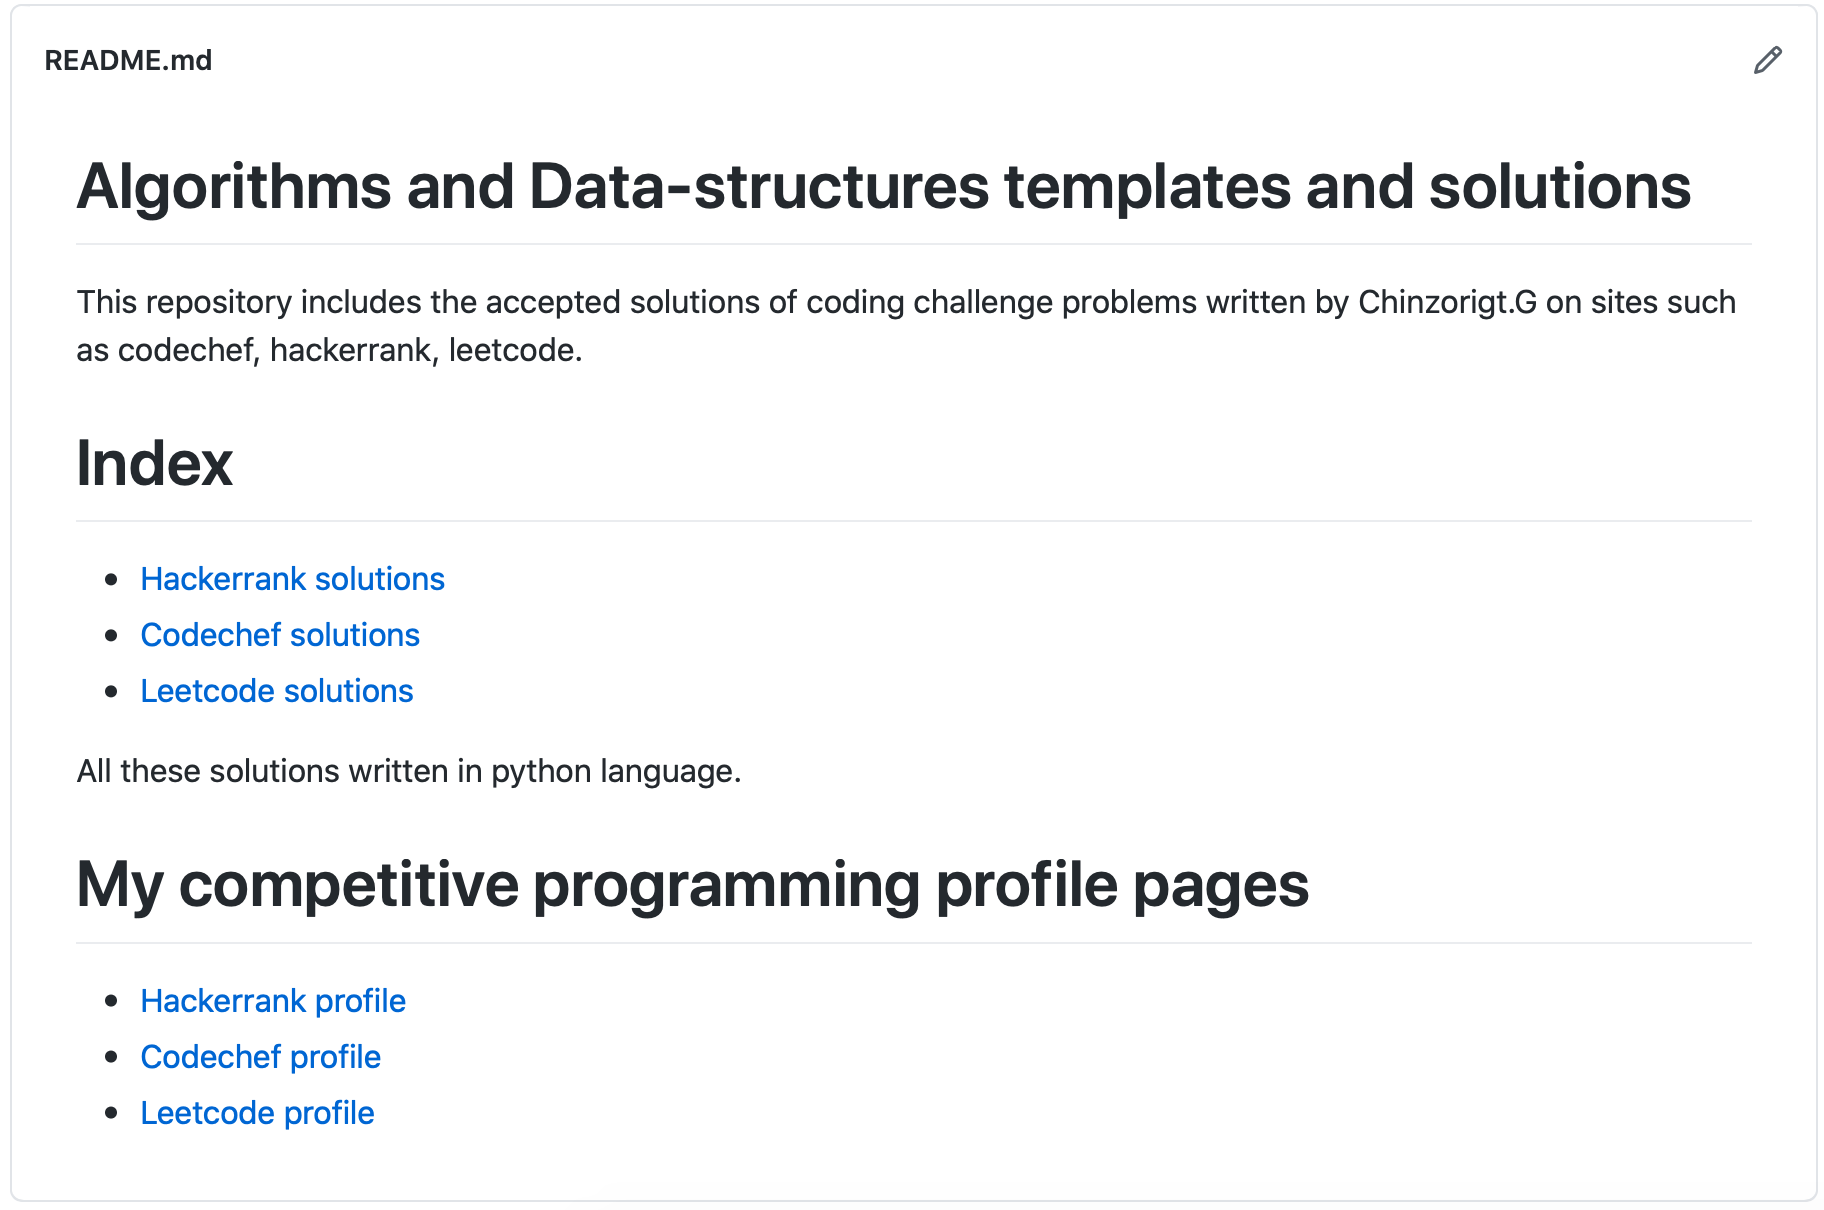 README.md
Algorithms and Data-structures templates and solutions
This repository includes the accepted solutions of coding challenge problems written by Chinzorigt.G on sites such
as codechef, hackerrank, leetcode.
Index
Hackerrank solutions
Codechef solutions
Leetcode solutions
All these solutions written in python language.
My competitive programming profile pages
Hackerrank profile
Codechef profile
Leetcode profile